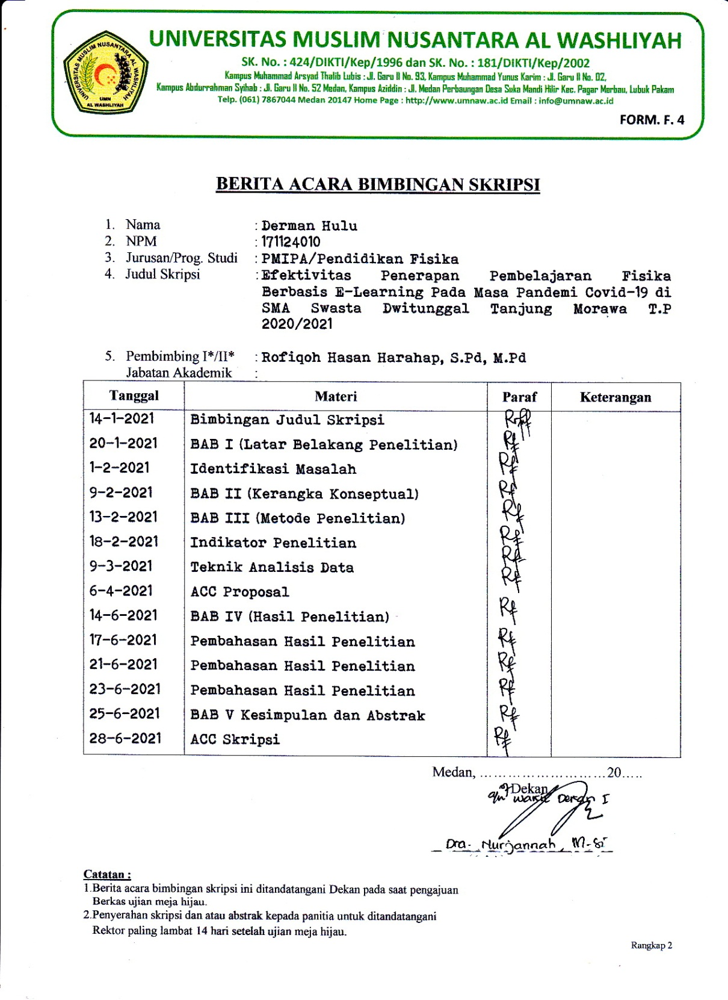 UNIVERSITAS MUSLIM NUSANTARA AL WASHLIYAH
SK. No. : 424/DIKTI/Kep/1996 dan SK. No. : 181/DIKTI/Kep/2002
Kampus Muhammad Arsyad Thalib Lubis : Jl. Garu II No. 93, Kampus Muhammad Yunus Karim : Jl. Garu II No. 02,
Kampus Abdurrahman Syihab : Jl. Garu II No. 52 Medan, Kampus Aziddin : Jl. Medan Perbaungan Desa Suka Mandi Hilir Kec. Pagar Merbau, Lubuk Pakam
Telp. (061) 7867044 Medan 20147 Home Page : http://www.umnaw.ac.id Email : info@umnaw.ac.id
UNIVERSITAS MUSLIM NUSANTARA AL WASHLIYAH
UMN
AL WASHLIYAH
FORM. F. 4
BERITA ACARA BIMBINGAN SKRIPSI
1. Nama : Derman Hulu
2. NPM : 171124010
3. Jurusan/Prog. Studi : PMIPA/Pendidikan Fisika
4. Judul Skripsi : Efektivitas Penerapan Pembelajaran Fisika
Berbasis E-Learning Pada Masa Pandemi Covid-19 di
SMA Swasta Dwitunggal Tanjung Morawa T.P
2020/2021
5. Pembimbing I*/II* : Rofiqoh Hasan Harahap, S.Pd, M.Pd
Jabatan Akademik :
Tanggal Materi Paraf Keterangan
14-1-2021 Bimbingan Judul Skripsi
20-1-2021 BAB I (Latar Belakang Penelitian)
1-2-2021 Identifikasi Masalah
9-2-2021 BAB II (Kerangka Konseptual)
13-2-2021 BAB III (Metode Penelitian)
18-2-2021 Indikator Penelitian
9-3-2021 Teknik Analisis Data
6-4-2021 ACC Proposal
14-6-2021 BAB IV (Hasil Penelitian)
17-6-2021 Pembahasan Hasil Penelitian
21-6-2021 Pembahasan Hasil Penelitian
23-6-2021 Pembahasan Hasil Penelitian
25-6-2021 BAB V Kesimpulan dan Abstrak
28-6-2021 ACC Skripsi
Medan, ...........................20.....
Dekan
a/n Wakil Dekan I
Dra. Nurjannah, M.Si
Catatan :
1.Berita acara bimbingan skripsi ini ditandatangani Dekan pada saat pengajuan
Berkas ujian meja hijau.
2.Penyerahan skripsi dan atau abstrak kepada panitia untuk ditandatangani
Rektor paling lambat 14 hari setelah ujian meja hijau.
Rangkap 2